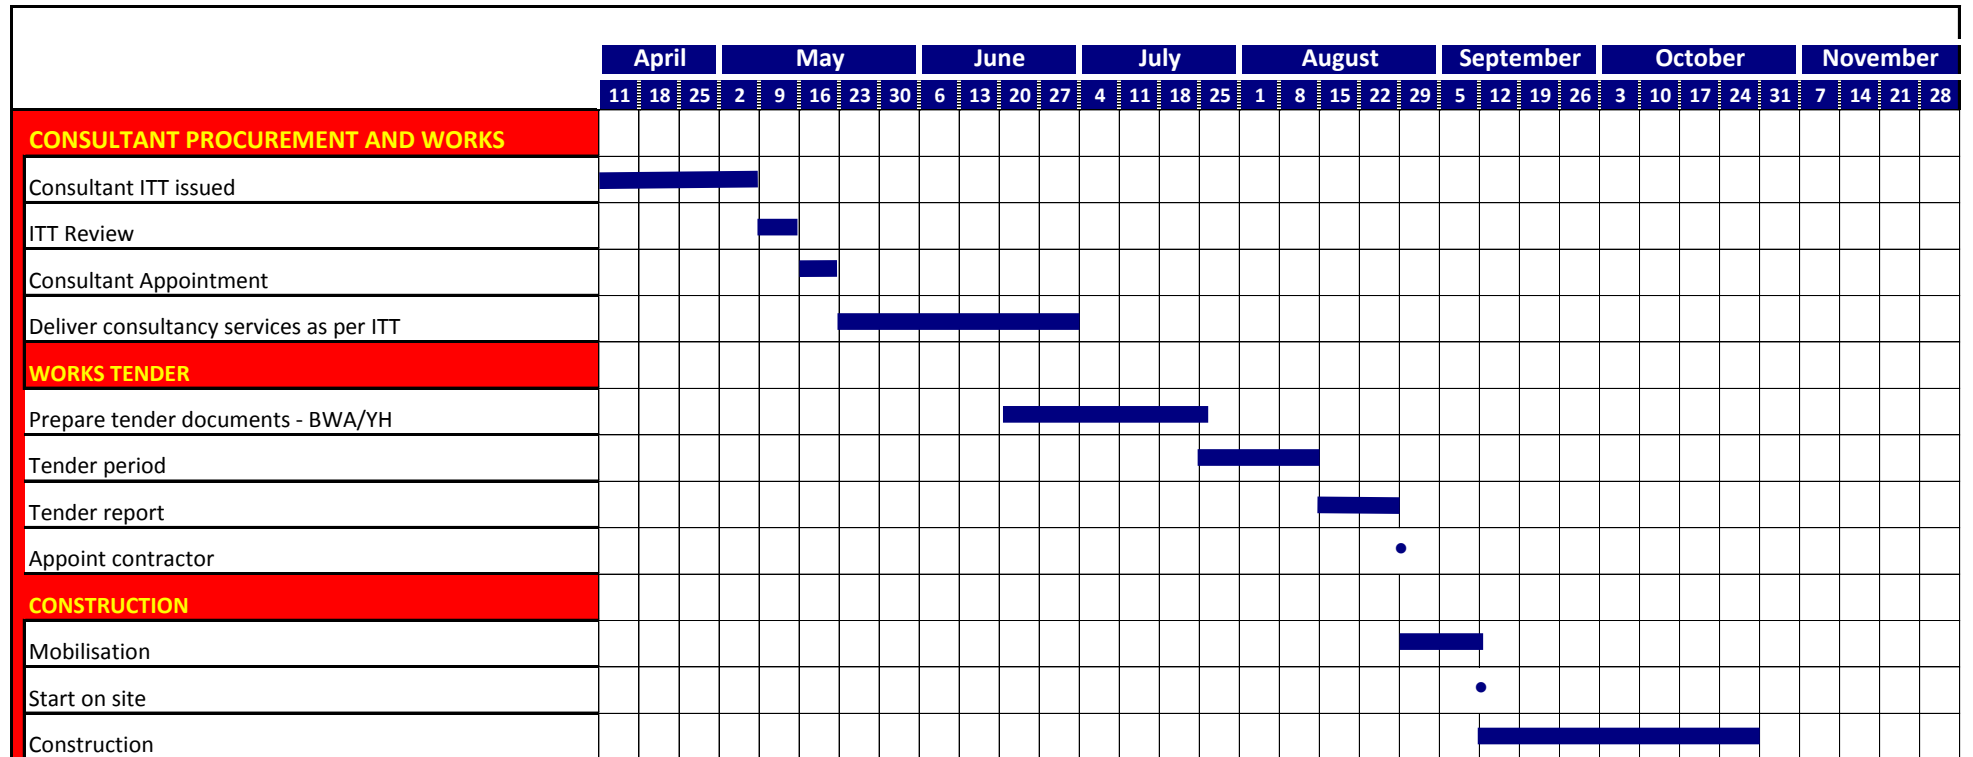 April May June July August September October November
11 18 25 2 9 16 23 30 6 13 20 27 4 11 18 25 1 8 15 22 29 5 12 19 26 3 10 17 24 31 7 14 21 28
CONSULTANT PROCUREMENT AND WORKS
Consultant ITT issued
ITT Review
Consultant Appointment
Deliver consultancy services as per ITT
WORKS TENDER
Prepare tender documents - BWA/YH
Tender period
Tender report
Appoint contractor
CONSTRUCTION
Mobilisation
Start on site
Construction